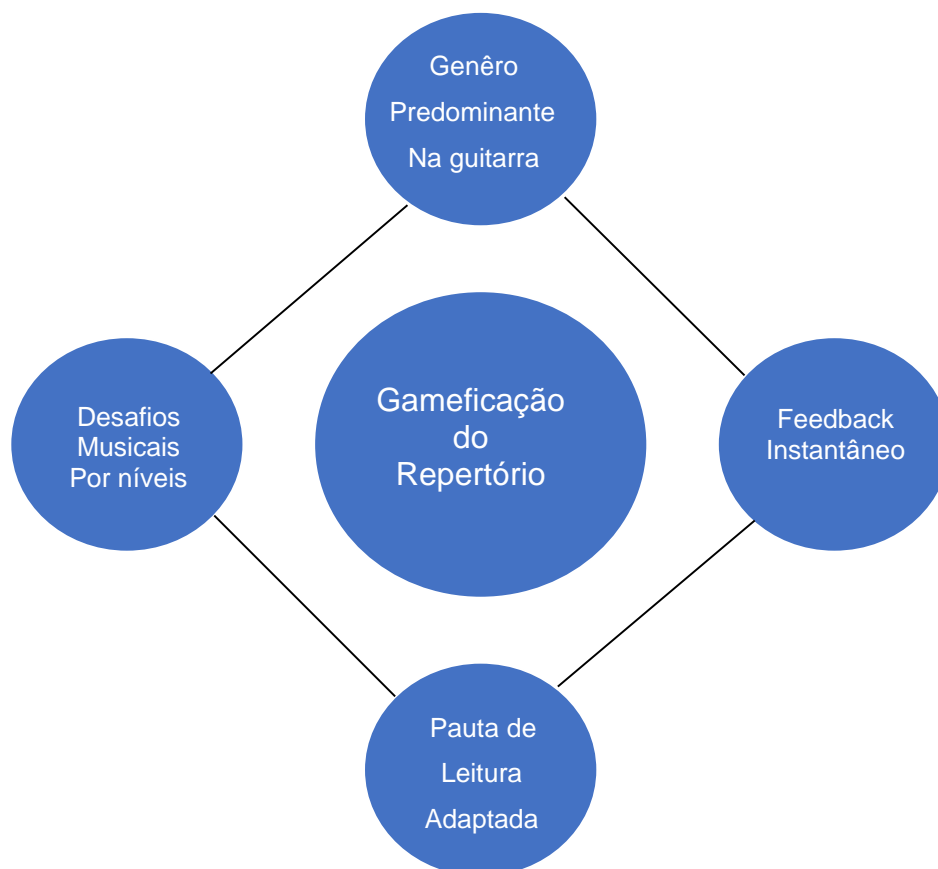 Genêro
Predominante
Na guitarra
Desafios
Musicais
Por níveis
Gameficação
do
Repertório
Feedback
Instantâneo
Pauta de
Leitura
Adaptada